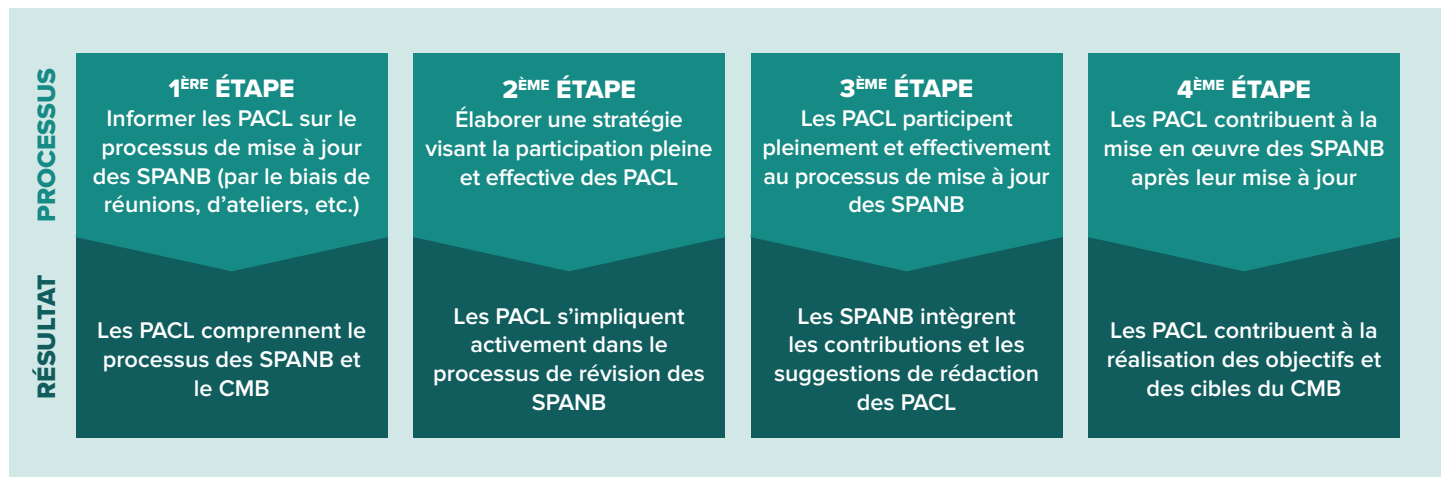 PROCESSUS
1ÈRE ÉTAPE
Informer les PACL sur le
processus de mise à jour
des SPANB (par le biais de
réunions, d’ateliers, etc.)
2ÈME ÉTAPE
Élaborer une stratégie
visant la participation pleine
et effective des PACL
3ÈME ÉTAPE
Les PACL participent
pleinement et effectivement
au processus de mise à jour
des SPANB
4ÈME ÉTAPE
Les PACL contribuent à la
mise en œuvre des SPANB
après leur mise à jour
RÉSULTAT
Les PACL comprennent le
processus des SPANB et
le CMB
Les PACL s’impliquent
activement dans le
processus de révision des
SPANB
Les SPANB intègrent
les contributions et les
suggestions de rédaction
des PACL
Les PACL contribuent à la
réalisation des objectifs et
des cibles du CMB